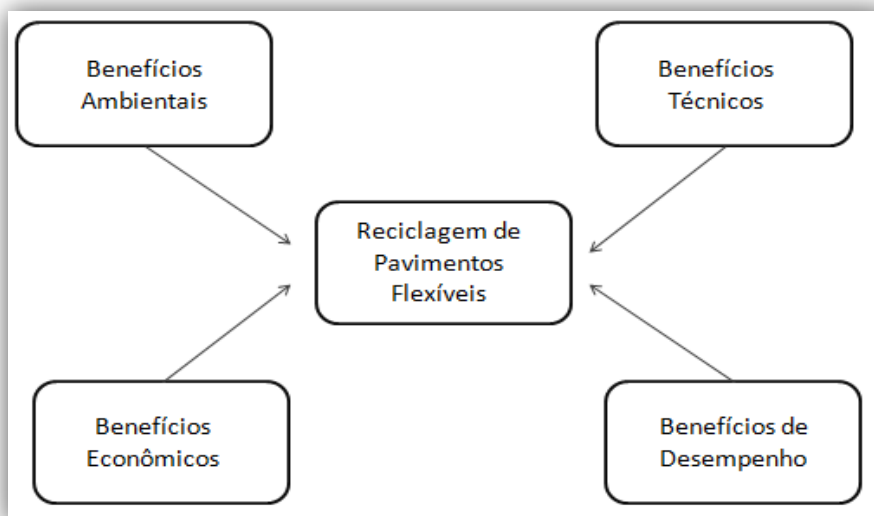 Benefícios
Ambientais
Benefícios
Técnicos
Reciclagem de
Pavimentos
Flexíveis
Benefícios
Econômicos
Benefícios de
Desempenho